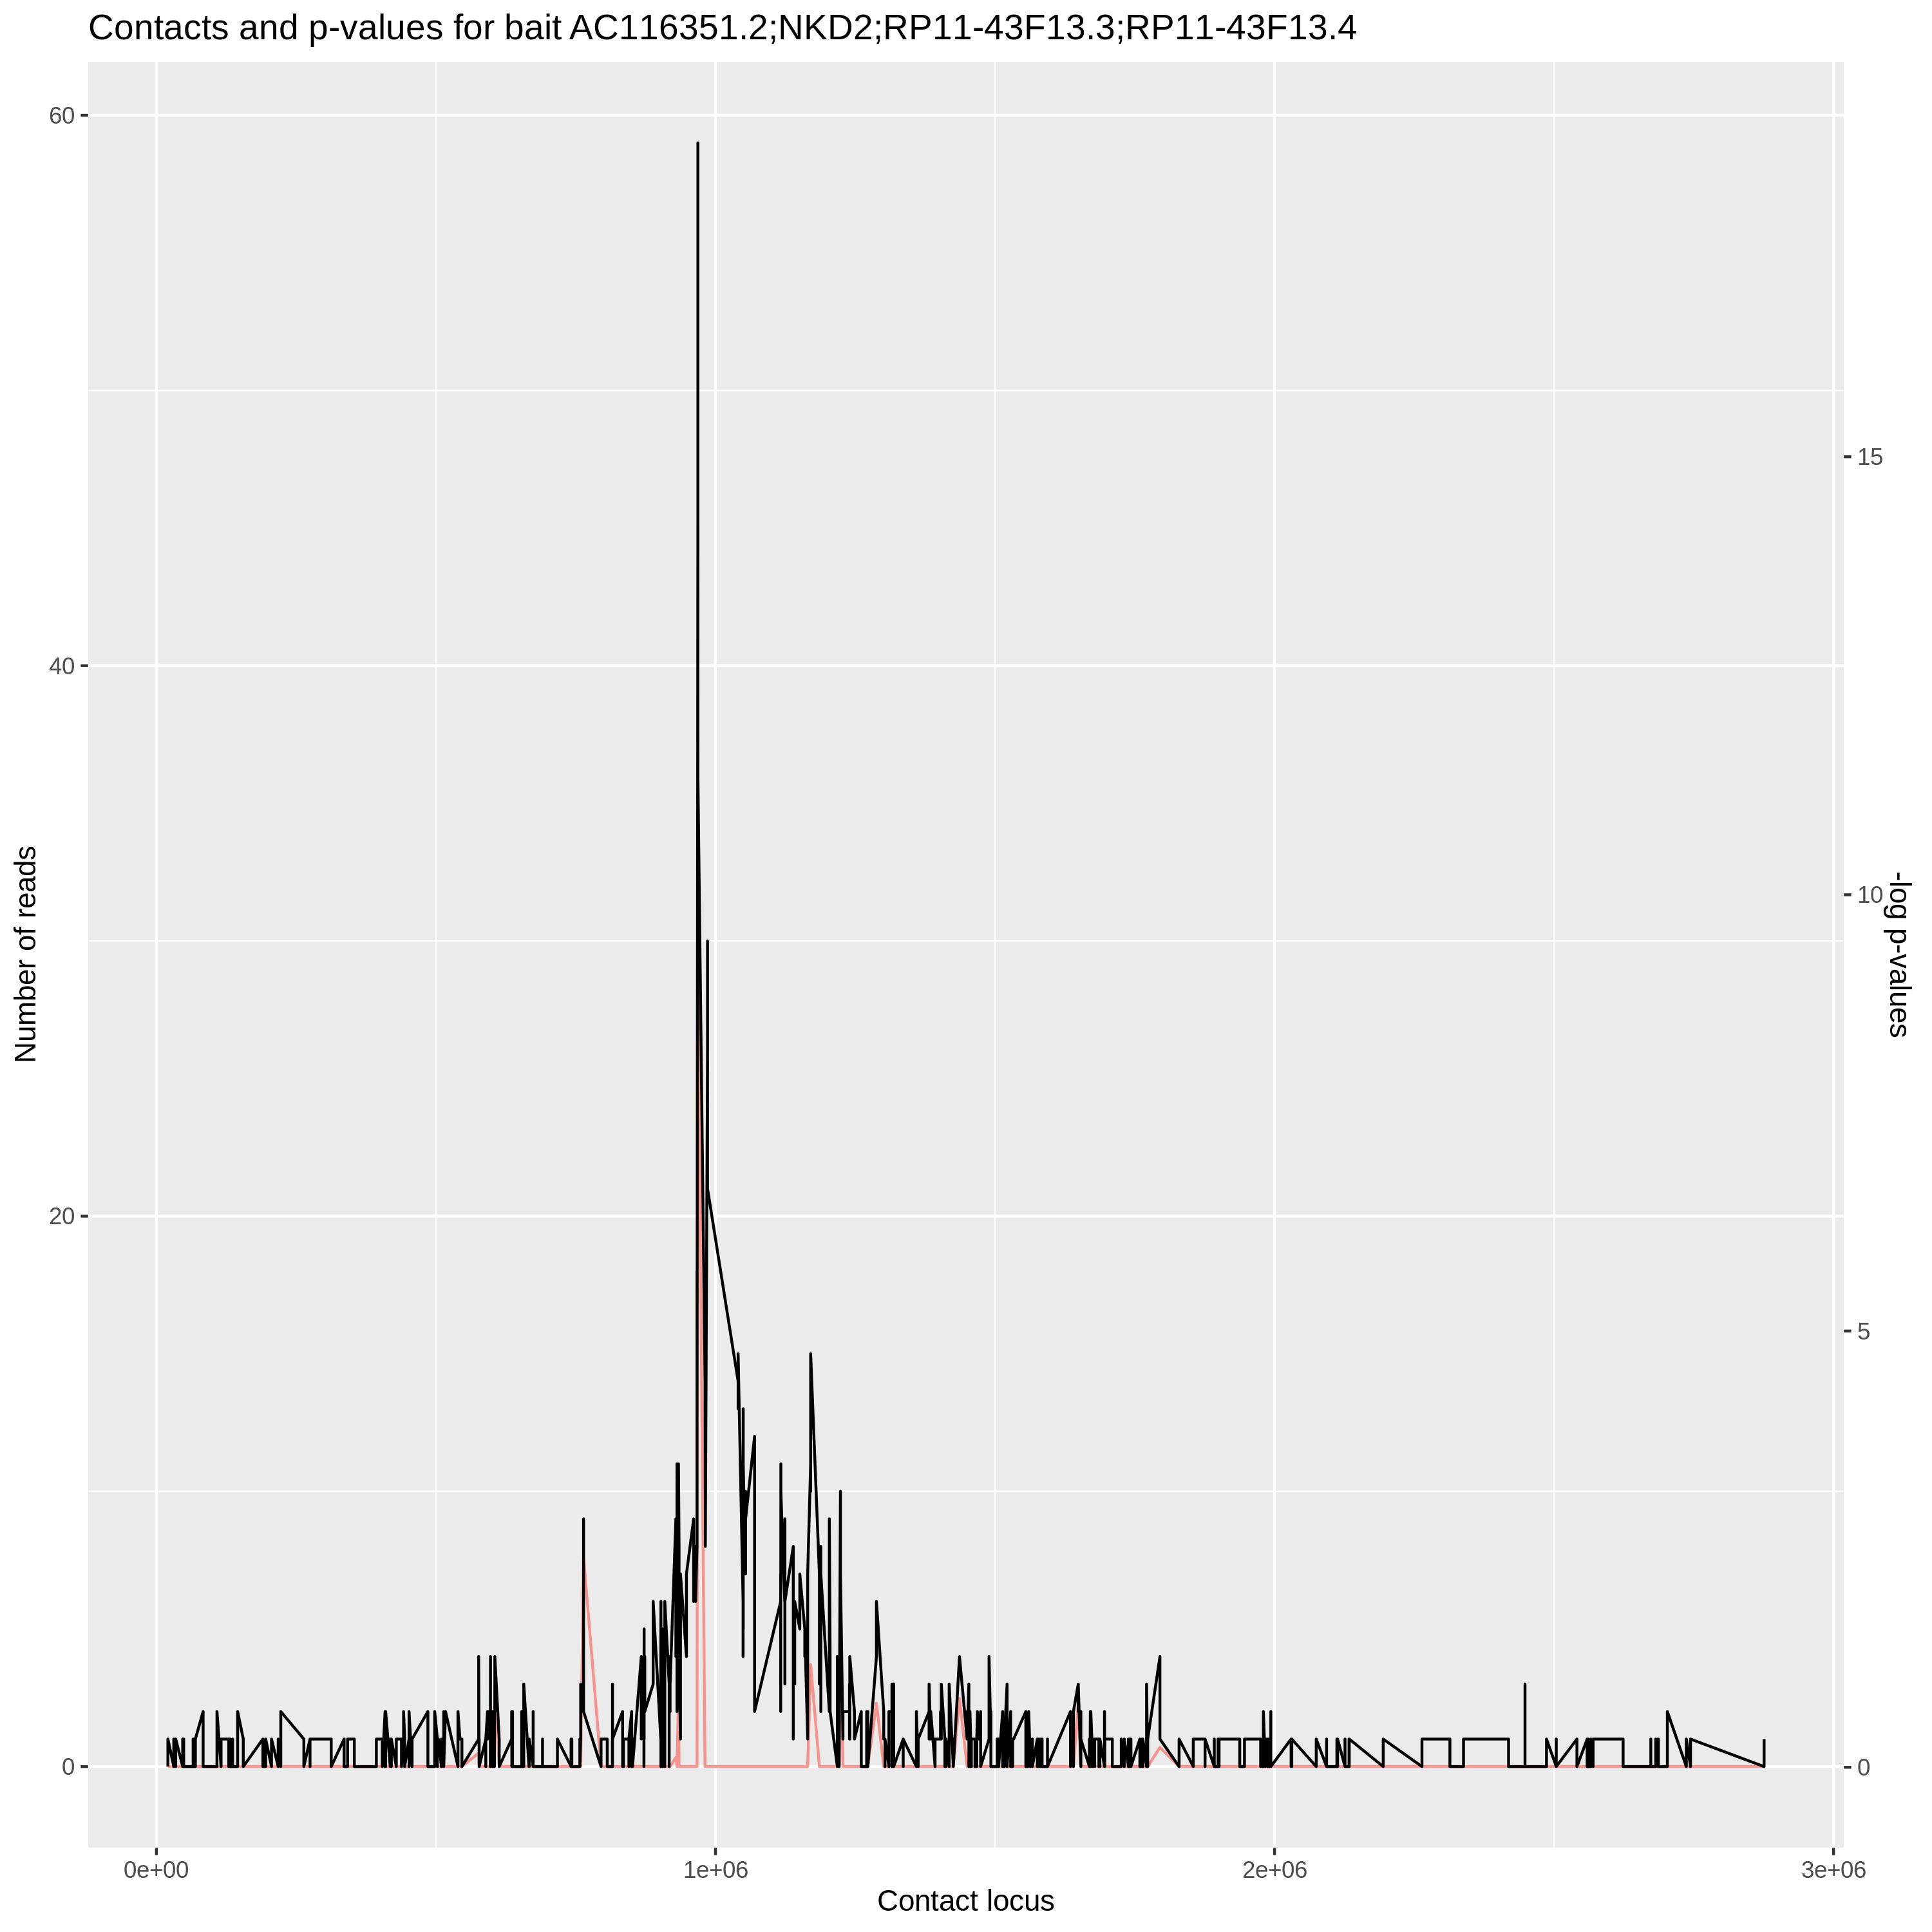 Contacts and p-values for bait AC116351.2;NKD2;RP11-43F13.3;RP11-43F13.4
60
40
20
0
Number of reads
15
10
5
0
-log p-values
0e+00 1e+06 2e+06 3e+06
Contact locus